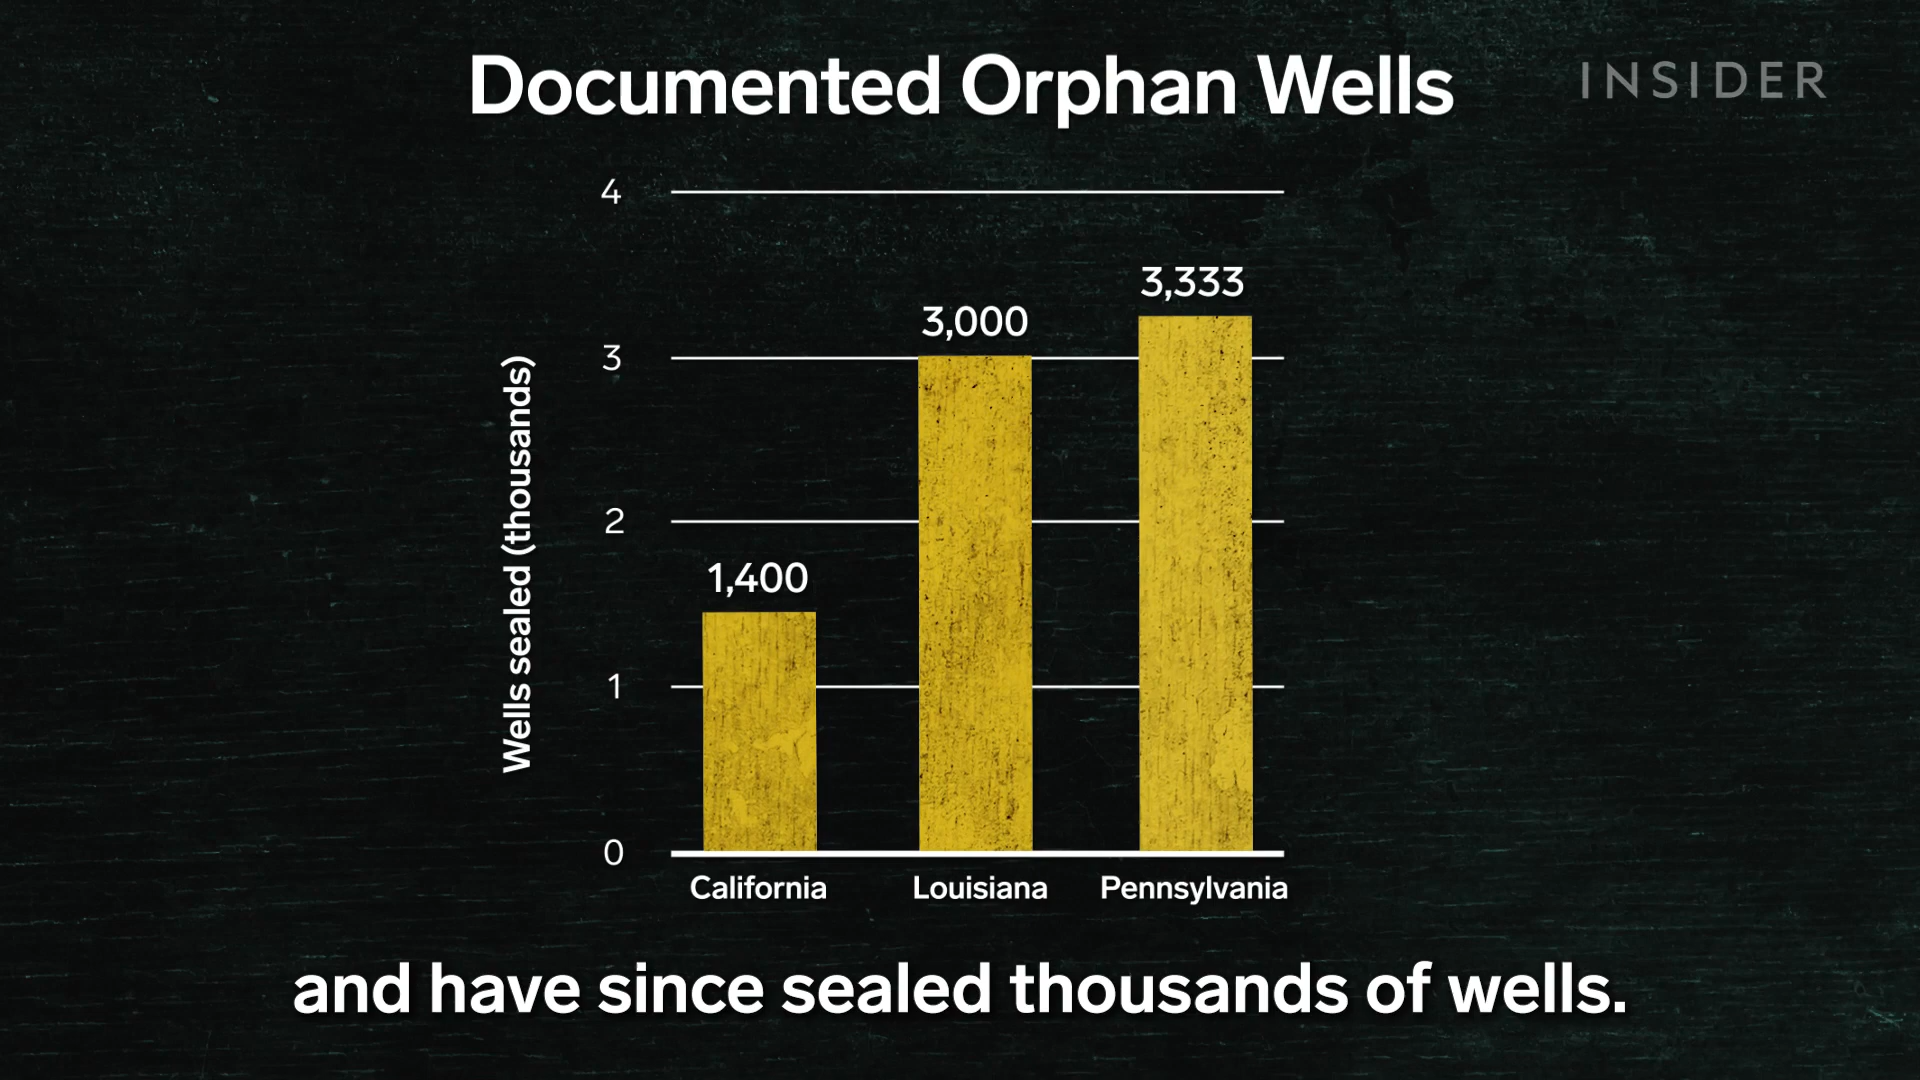 Documented Orphan Wells
INSIDER
4
3
2
1
0
Wells sealed (thousands)
1,400
3,000
3,333
California
Louisiana
Pennsylvania
and have since sealed thousands of wells.